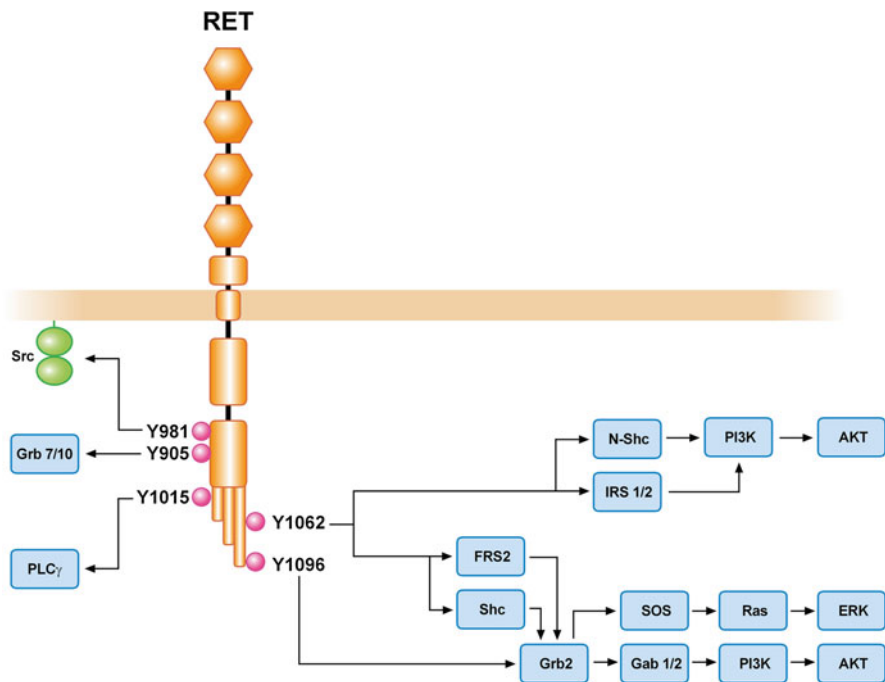 RET
Src
Y981
Grb 7/10
Y905
Y1015
PLCγ
Y1062
Y1096
N-Shc
PI3K
AKT
IRS 1/2
FRS2
Shc
SOS
Ras
ERK
Grb2
Gab 1/2
PI3K
AKT